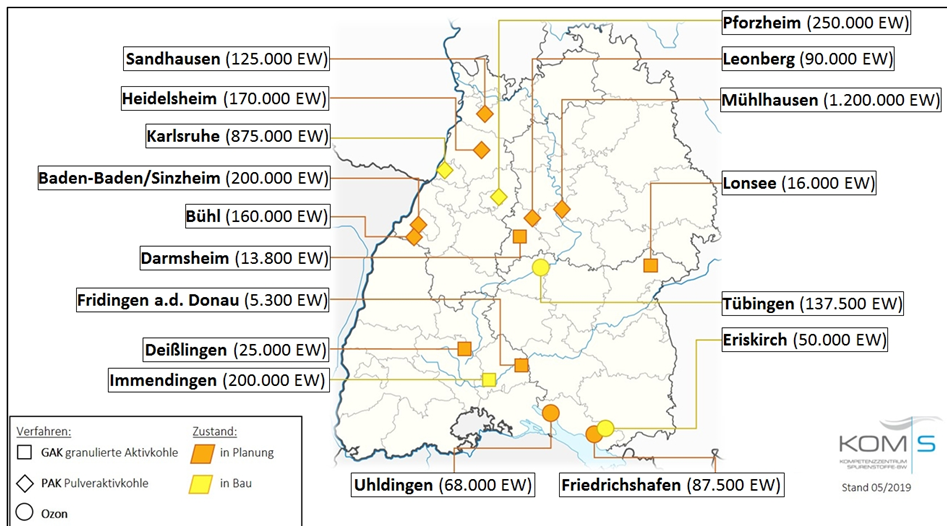 Pforzheim (250.000 EW)
Sandhausen (125.000 EW)
Leonberg (90.000 EW)
Heidelsheim (170.000 EW)
Mühlhausen (1.200.000 EW)
Karlsruhe (875.000 EW)
Baden-Baden/Sinzheim (200.000 EW)
Lonsee (16.000 EW)
Bühl (160.000 EW)
Darmsheim (13.800 EW)
Fridingen a.d. Donau (5.300 EW)
Tübingen (137.500 EW)
Deißlingen (25.000 EW)
Eriskirch (50.000 EW)
Immendingen (200.000 EW)
Uhldingen (68.000 EW)
Friedrichshafen (87.500 EW)
Verfahren:
GAK granulierte Aktivkohle
PAK Pulveraktivkohle
Ozon
Zustand:
in Planung
in Bau
KOMS
KOMPETENZZENTRUM
SPURENSTOFFE-BW
Stand 05/2019